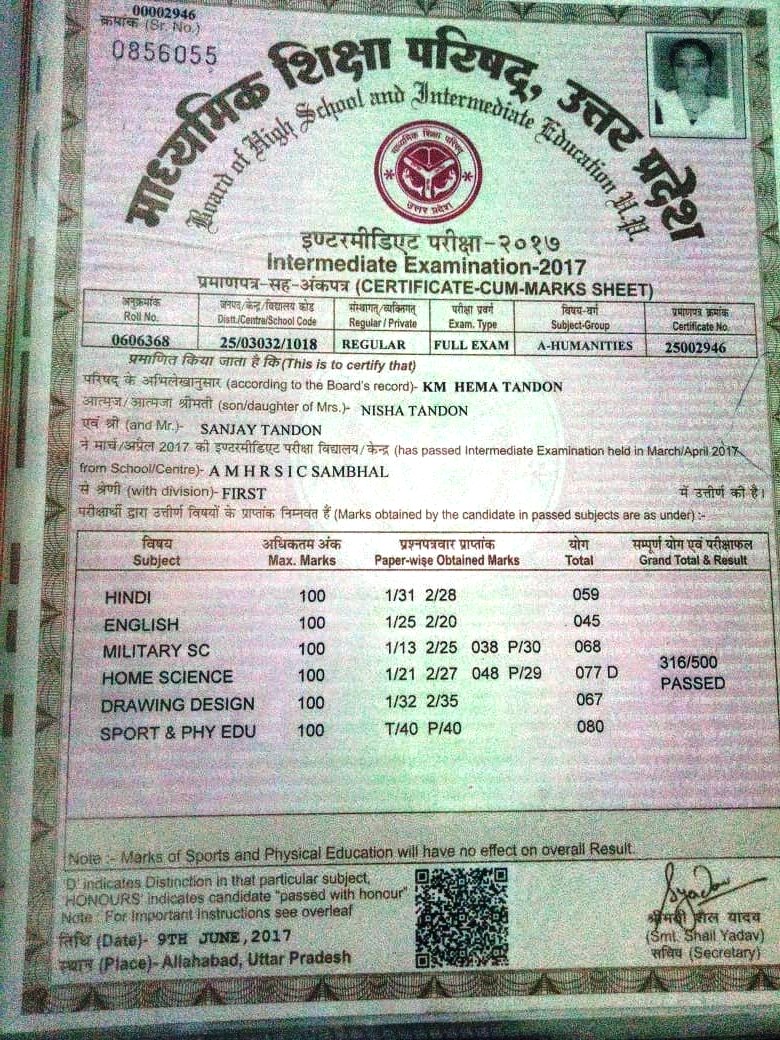 00002946
क्रमांक (Sr. No.)
0856055
माध्यमिक शिक्षा परिषद्, उत्तर प्रदेश
Board of High School and Intermediate Education U.P.
माध्यमिक शिक्षा परिषद्
उत्तर प्रदेश
इण्टरमीडिएट परीक्षा-२०१७
Intermediate Examination-2017
प्रमाणपत्र-सह-अंकपत्र (CERTIFICATE-CUM-MARKS SHEET)
अनुक्रमांक जनपद/केन्द्र/विद्यालय कोड संस्थागत/व्यक्तिगत परीक्षा प्रवर्ग विषय-वर्ग प्रमाणपत्र क्रमांक
Roll No. Distt./Centre/School Code Regular / Private Exam. Type Subject-Group Certificate No.
0606368 25/03032/1018 REGULAR FULL EXAM A-HUMANITIES 25002946
प्रमाणित किया जाता है कि (This is to certify that)
परिषद् के अभिलेखानुसार (according to the Board's record)- KM HEMA TANDON
आत्मज/आत्मजा श्रीमती (son/daughter of Mrs.)- NISHA TANDON
एवं श्री (and Mr.)- SANJAY TANDON
ने मार्च/अप्रैल 2017 की इण्टरमीडिएट परीक्षा विद्यालय/केन्द्र (has passed Intermediate Examination held in March/April 2017
from School/Centre)- A M H R S I C SAMBHAL
से श्रेणी (with division)- FIRST में उत्तीर्ण की है।
परीक्षार्थी द्वारा उत्तीर्ण विषयों के प्राप्तांक निम्नवत हैं (Marks obtained by the candidate in passed subjects are as under) :-
विषय अधिकतम अंक प्रश्नपत्रवार प्राप्तांक योग सम्पूर्ण योग एवं परीक्षाफल
Subject Max. Marks Paper-wise Obtained Marks Total Grand Total & Result
HINDI 100 1/31 2/28 059
ENGLISH 100 1/25 2/20 045
MILITARY SC 100 1/13 2/25 038 P/30 068
316/500
HOME SCIENCE 100 1/21 2/27 048 P/29 077 D
PASSED
DRAWING DESIGN 100 1/32 2/35 067
SPORT & PHY EDU 100 T/40 P/40 080
Note :- Marks of Sports and Physical Education will have no effect on overall Result.
'D' indicates Distinction in that particular subject,
HONOURS' indicates candidate "passed with honour"
Note : For Important Instructions see overleaf
तिथि (Date)- 9TH JUNE, 2017
स्थान (Place)- Allahabad, Uttar Pradesh
Syadav
श्रीमती शैल यादव
(Smt. Shail Yadav)
सचिव (Secretary)